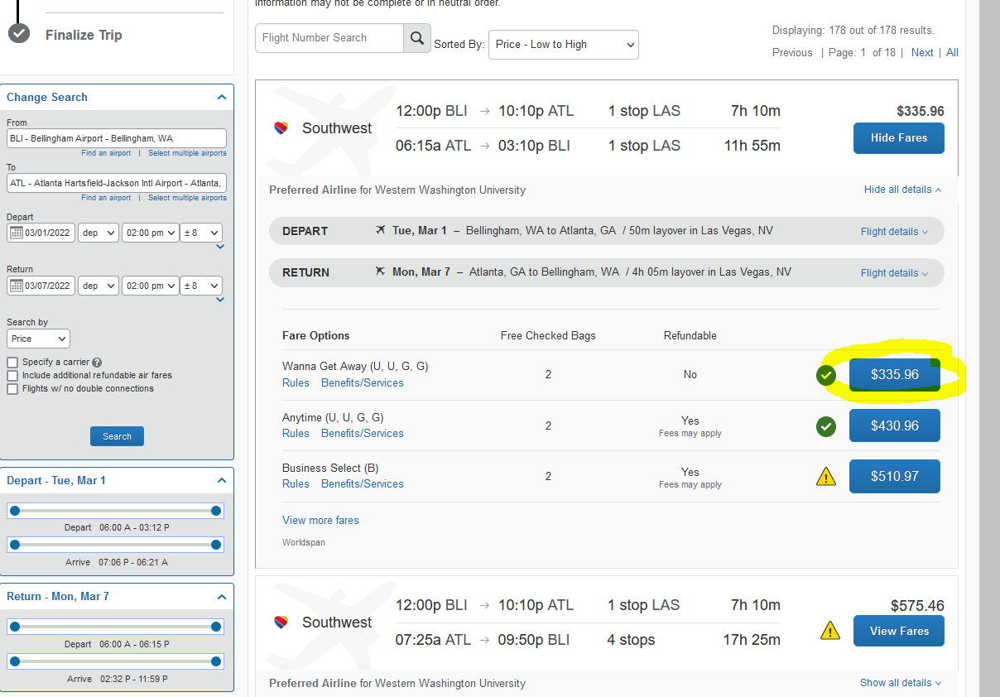 information may not be complete or in neutral order.
Finalize Trip
Flight Number Search
Sorted By:
Price - Low to High
Displaying: 178 out of 178 results.
Previous | Page: 1 of 18 | Next | All
Change Search
From
BLI - Bellingham Airport - Bellingham, WA
Find an airport | Select multiple airports
To
ATL - Atlanta Hartsfield-Jackson Intl Airport - Atlanta,
Find an airport | Select multiple airports
Depart
03/01/2022 dep 02:00 pm ± 8
Return
03/07/2022 dep 02:00 pm ± 8
Search by
Price
Specify a carrier ?
Include additional refundable air fares
Flights w/ no double connections
Search
Depart - Tue, Mar 1
Depart 06:00 A - 03:12 P
Arrive 07:06 P - 06:21 A
Return - Mon, Mar 7
Depart 06:00 A - 06:15 P
Arrive 02:32 P - 11:59 P
Southwest
12:00p BLI → 10:10p ATL 1 stop LAS 7h 10m
06:15a ATL → 03:10p BLI 1 stop LAS 11h 55m
$335.96
Hide Fares
Preferred Airline for Western Washington University
Hide all details
DEPART Tue, Mar 1 – Bellingham, WA to Atlanta, GA / 50m layover in Las Vegas, NV Flight details
RETURN Mon, Mar 7 – Atlanta, GA to Bellingham, WA / 4h 05m layover in Las Vegas, NV Flight details
Fare Options Free Checked Bags Refundable
Wanna Get Away (U, U, G, G)
Rules Benefits/Services
2 No $335.96
Anytime (U, U, G, G)
Rules Benefits/Services
2 Yes
Fees may apply
$430.96
Business Select (B)
Rules Benefits/Services
2 Yes
Fees may apply
$510.97
View more fares
Worldspan
Southwest
12:00p BLI → 10:10p ATL 1 stop LAS 7h 10m
07:25a ATL → 09:50p BLI 4 stops 17h 25m
$575.46
View Fares
Preferred Airline for Western Washington University
Show all details